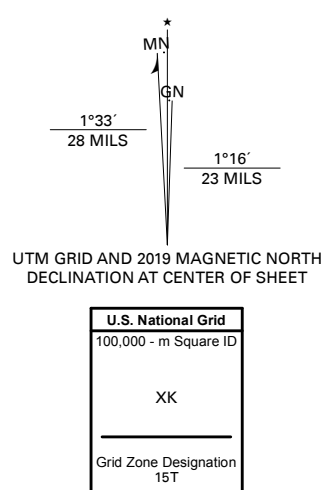 ★
MN
GN
1°33´
28 MILS
1°16´
23 MILS
UTM GRID AND 2019 MAGNETIC NORTH
DECLINATION AT CENTER OF SHEET
U.S. National Grid
100,000 - m Square ID
XK
Grid Zone Designation
15T